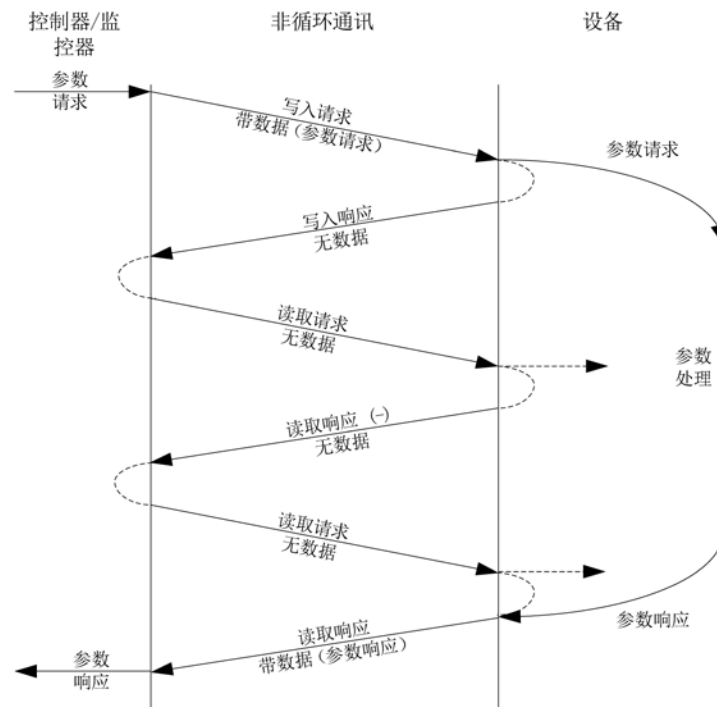 控制器/监
控器
非循环通讯
设备
参数
请求
写入请求
带数据(参数请求)
参数请求
写入响应
无数据
读取请求
无数据
参数
处理
读取响应 (-)
无数据
读取请求
无数据
参数响应
读取响应
带数据(参数响应)
参数
响应